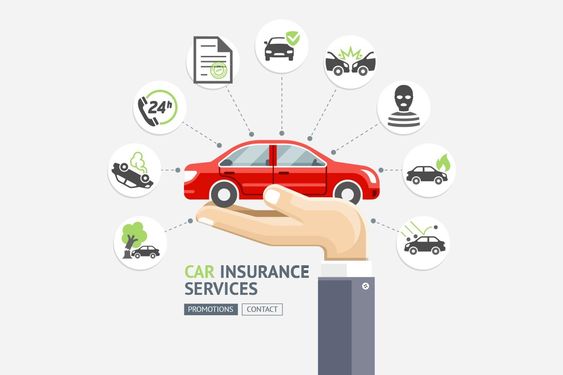 24h
CAR INSURANCE
SERVICES
PROMOTIONS
CONTACT